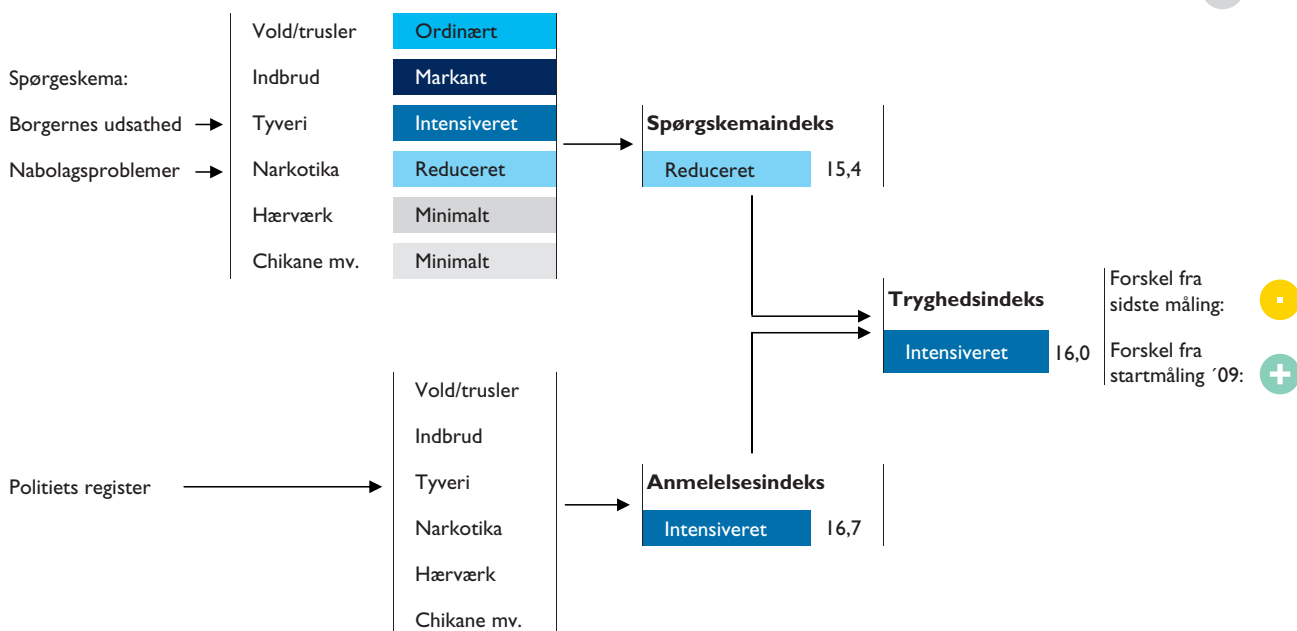 Spørgeskema:
Borgernes udsathed
Nabolagsproblemer
Vold/trusler Ordinært
Indbrud Markant
Tyveri Intensiveret
Narkotika Reduceret
Hærværk Minimalt
Chikane mv. Minimalt
Spørgskemaindeks
Reduceret 15,4
Tryghedsindeks
Intensiveret 16,0
Forskel fra
sidste måling:
Forskel fra
startmåling ´09:
Politiets register
Vold/trusler
Indbrud
Tyveri
Narkotika
Hærværk
Chikane mv.
Anmelelsesindeks
Intensiveret 16,7